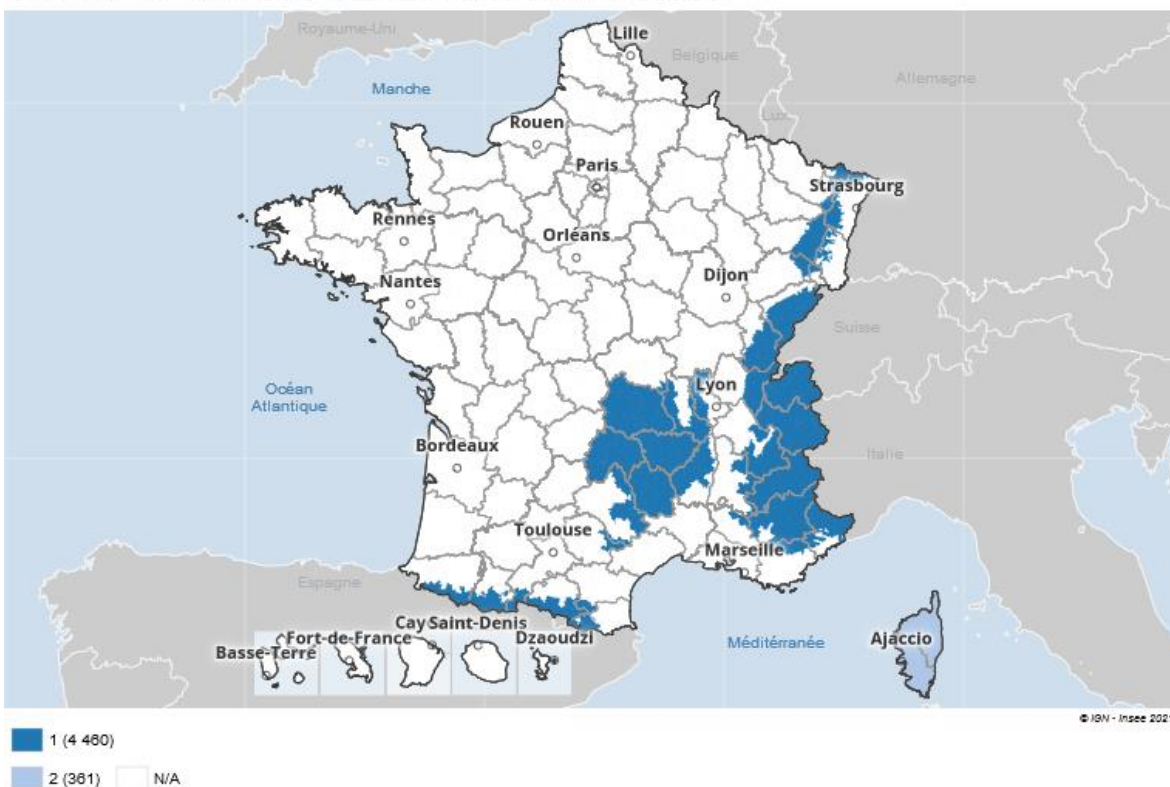 Royaume-Uni
Lille
Belgique
Allemagne
Manche
Lux.
Rouen
Paris
Strasbourg
Rennes
Orléans
Nantes
Dijon
Suisse
Océan
Atlantique
Lyon
Bordeaux
Italie
Toulouse
Marseille
Espagne
Cay Saint-Denis
Fort-de-France
Dzaoudzi
Basse-Terre
Méditérranée
Ajaccio
© IGN - Insee 2021
1 (4 460)
2 (361) N/A